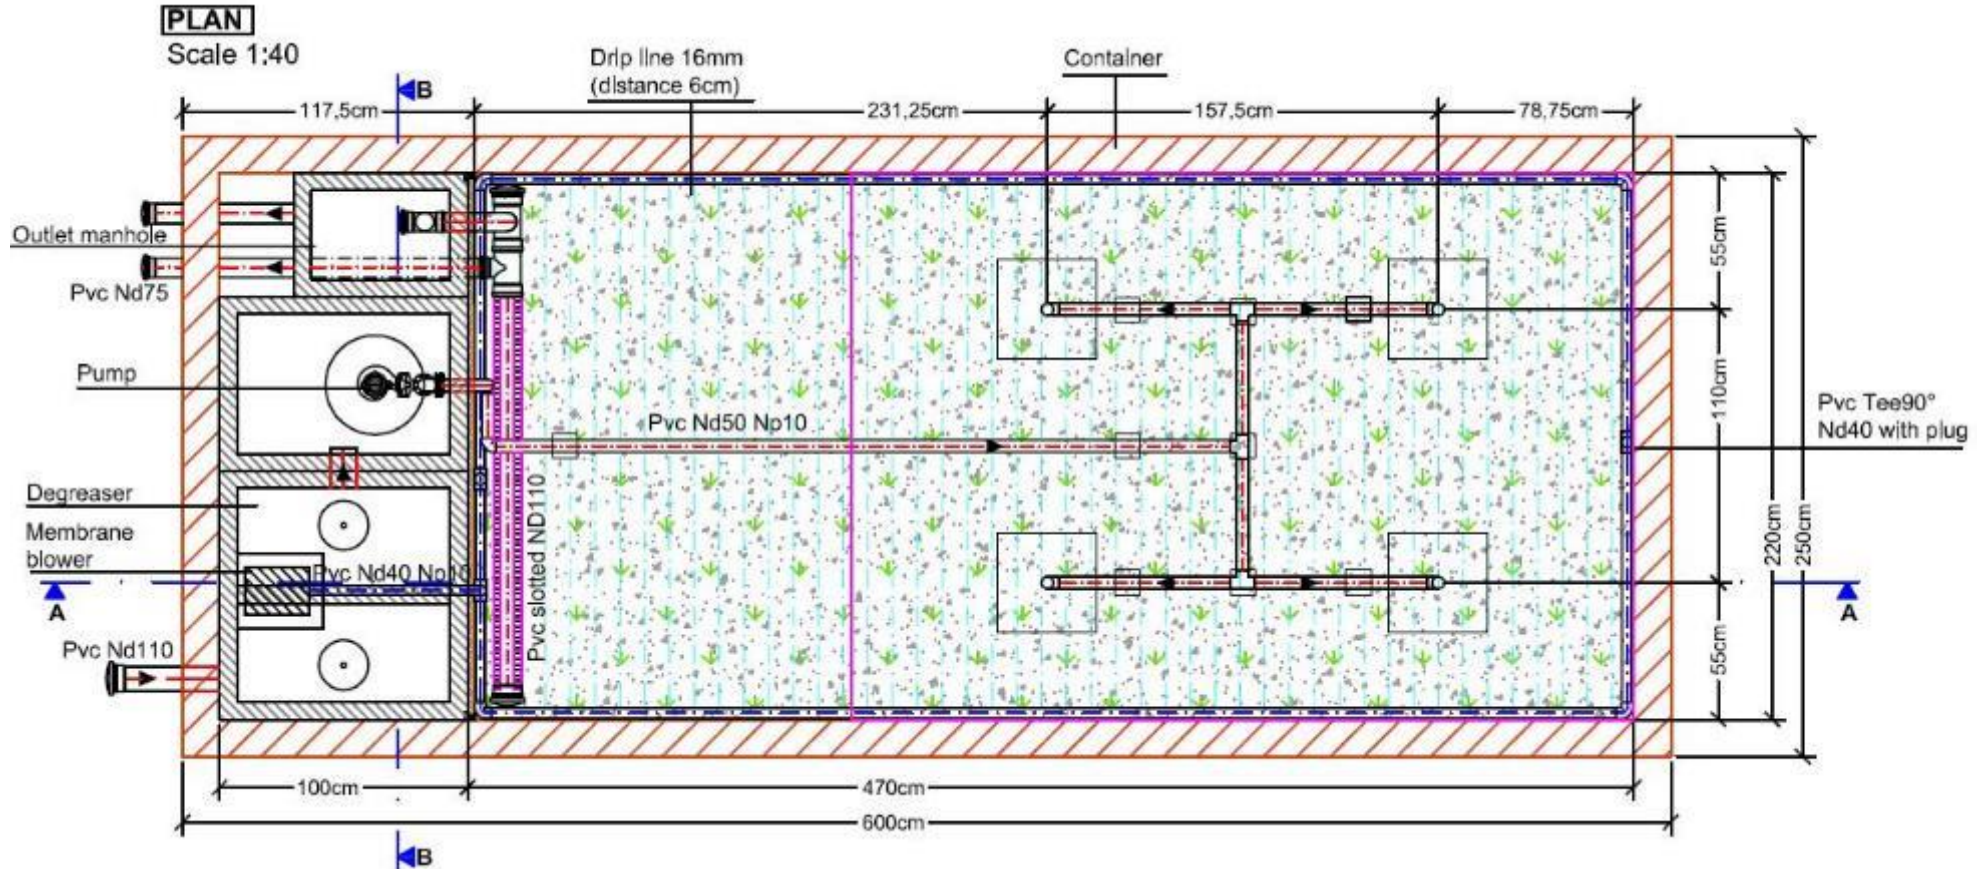 PLAN
Scale 1:40
Drip line 16mm
(distance 6cm)
Container
B
117,5cm
231,25cm
157,5cm
78,75cm
Outlet manhole
Pvc Nd75
Pump
Pvc Nd50 Np10
Pvc Tee90°
Nd40 with plug
Degreaser
Membrane
blower
Pvc Nd40 Np10
Pvc slotted ND110
55cm
110cm
55cm
220cm
250cm
A
A
Pvc Nd110
100cm
470cm
600cm
B